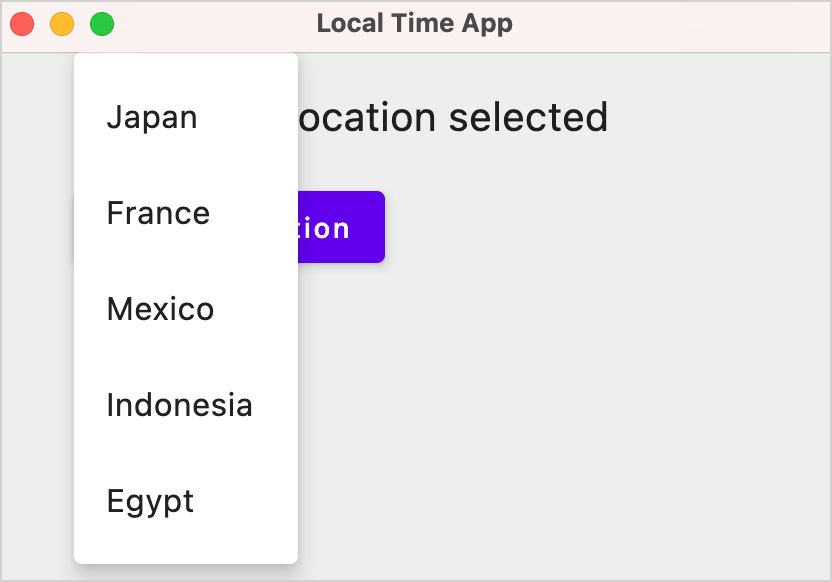 Local Time App
ocation selected
tion
Japan
France
Mexico
Indonesia
Egypt